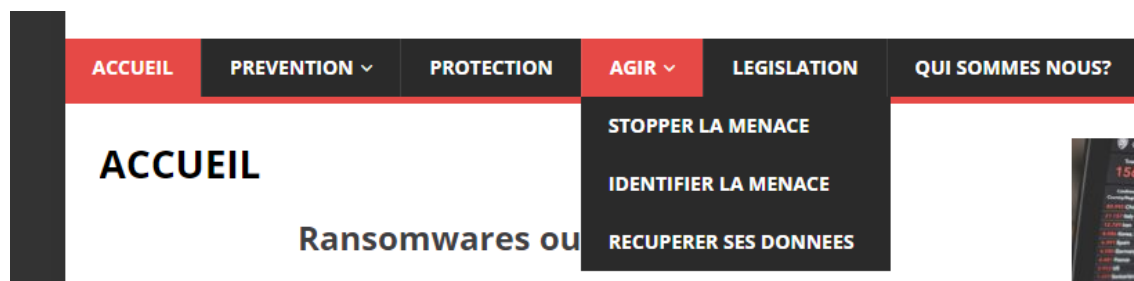 ACCUEIL PREVENTION PROTECTION AGIR LEGISLATION QUI SOMMES NOUS?
STOPPER LA MENACE
ACCUEIL
IDENTIFIER LA MENACE
Ransomwares ou
RECUPERER SES DONNEES